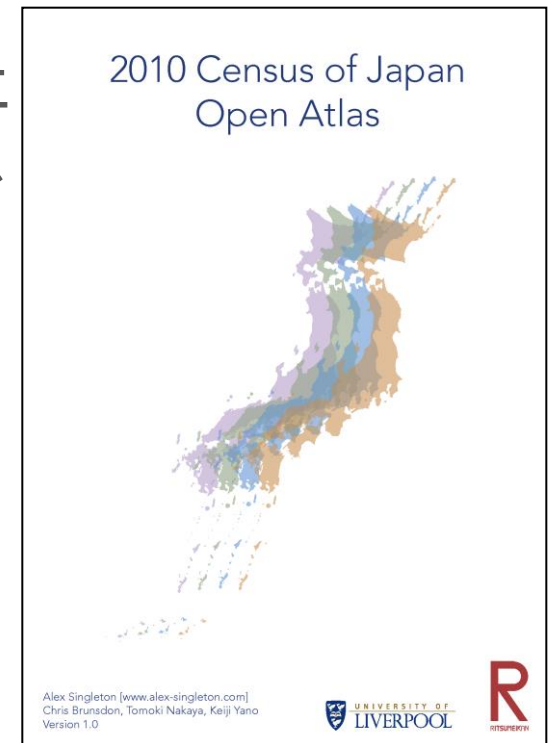 2010 Census of Japan
Open Atlas
Alex Singleton [www.alex-singleton.com]
Chris Brunsdon, Tomoki Nakaya, Keiji Yano
Version 1.0
UNIVERSITY OF
LIVERPOOL
R
RITSUMEIKAN